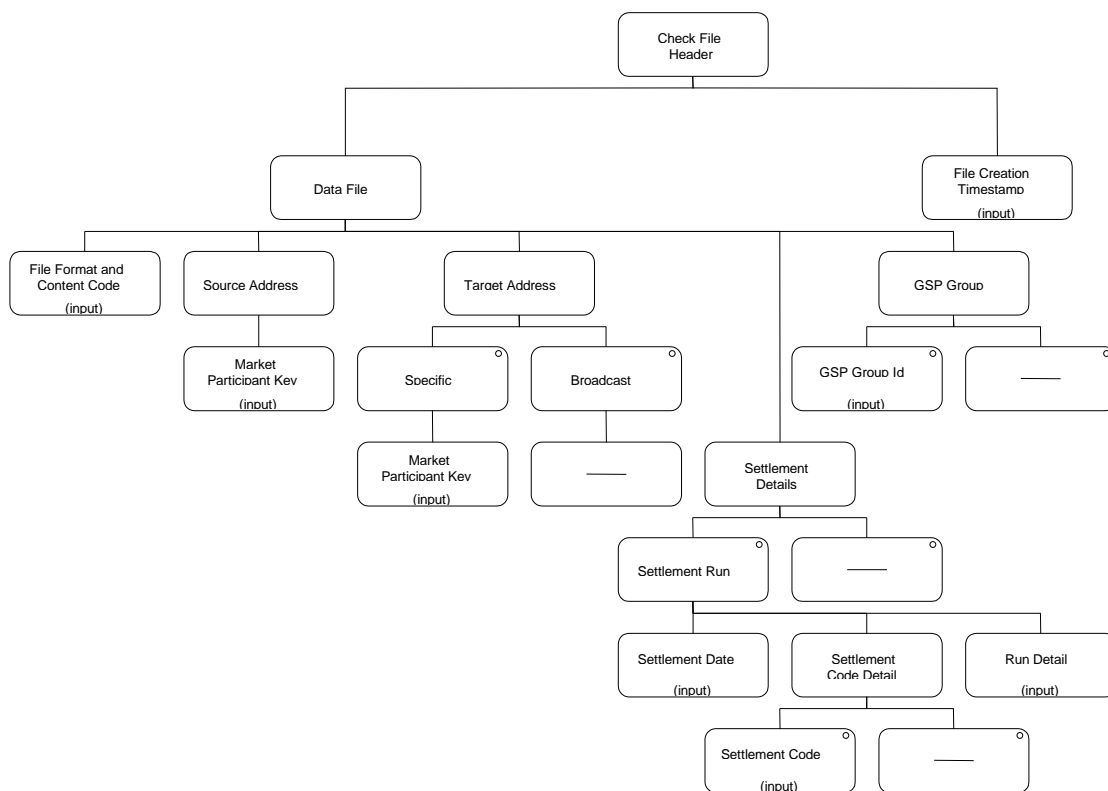 Check File
Header
Data File
File Creation
Timestamp
(input)
File Format and
Content Code
(input)
Source Address
Target Address
GSP Group
Market
Participant Key
(input)
Specific
Broadcast
GSP Group Id
(input)
Market
Participant Key
(input)
Settlement
Details
Settlement Run
Settlement Date
(input)
Settlement
Code Detail
Run Detail
(input)
Settlement Code
(input)